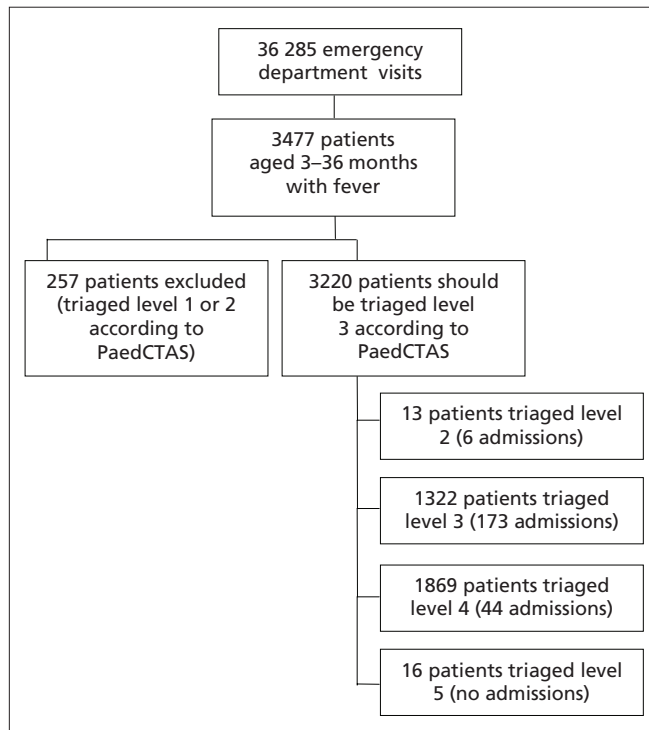 36 285 emergency
department visits
3477 patients
aged 3–36 months
with fever
257 patients excluded
(triaged level 1 or 2
according to
PaedCTAS)
3220 patients should
be triaged level
3 according to
PaedCTAS
13 patients triaged level
2 (6 admissions)
1322 patients triaged
level 3 (173 admissions)
1869 patients triaged
level 4 (44 admissions)
16 patients triaged level
5 (no admissions)